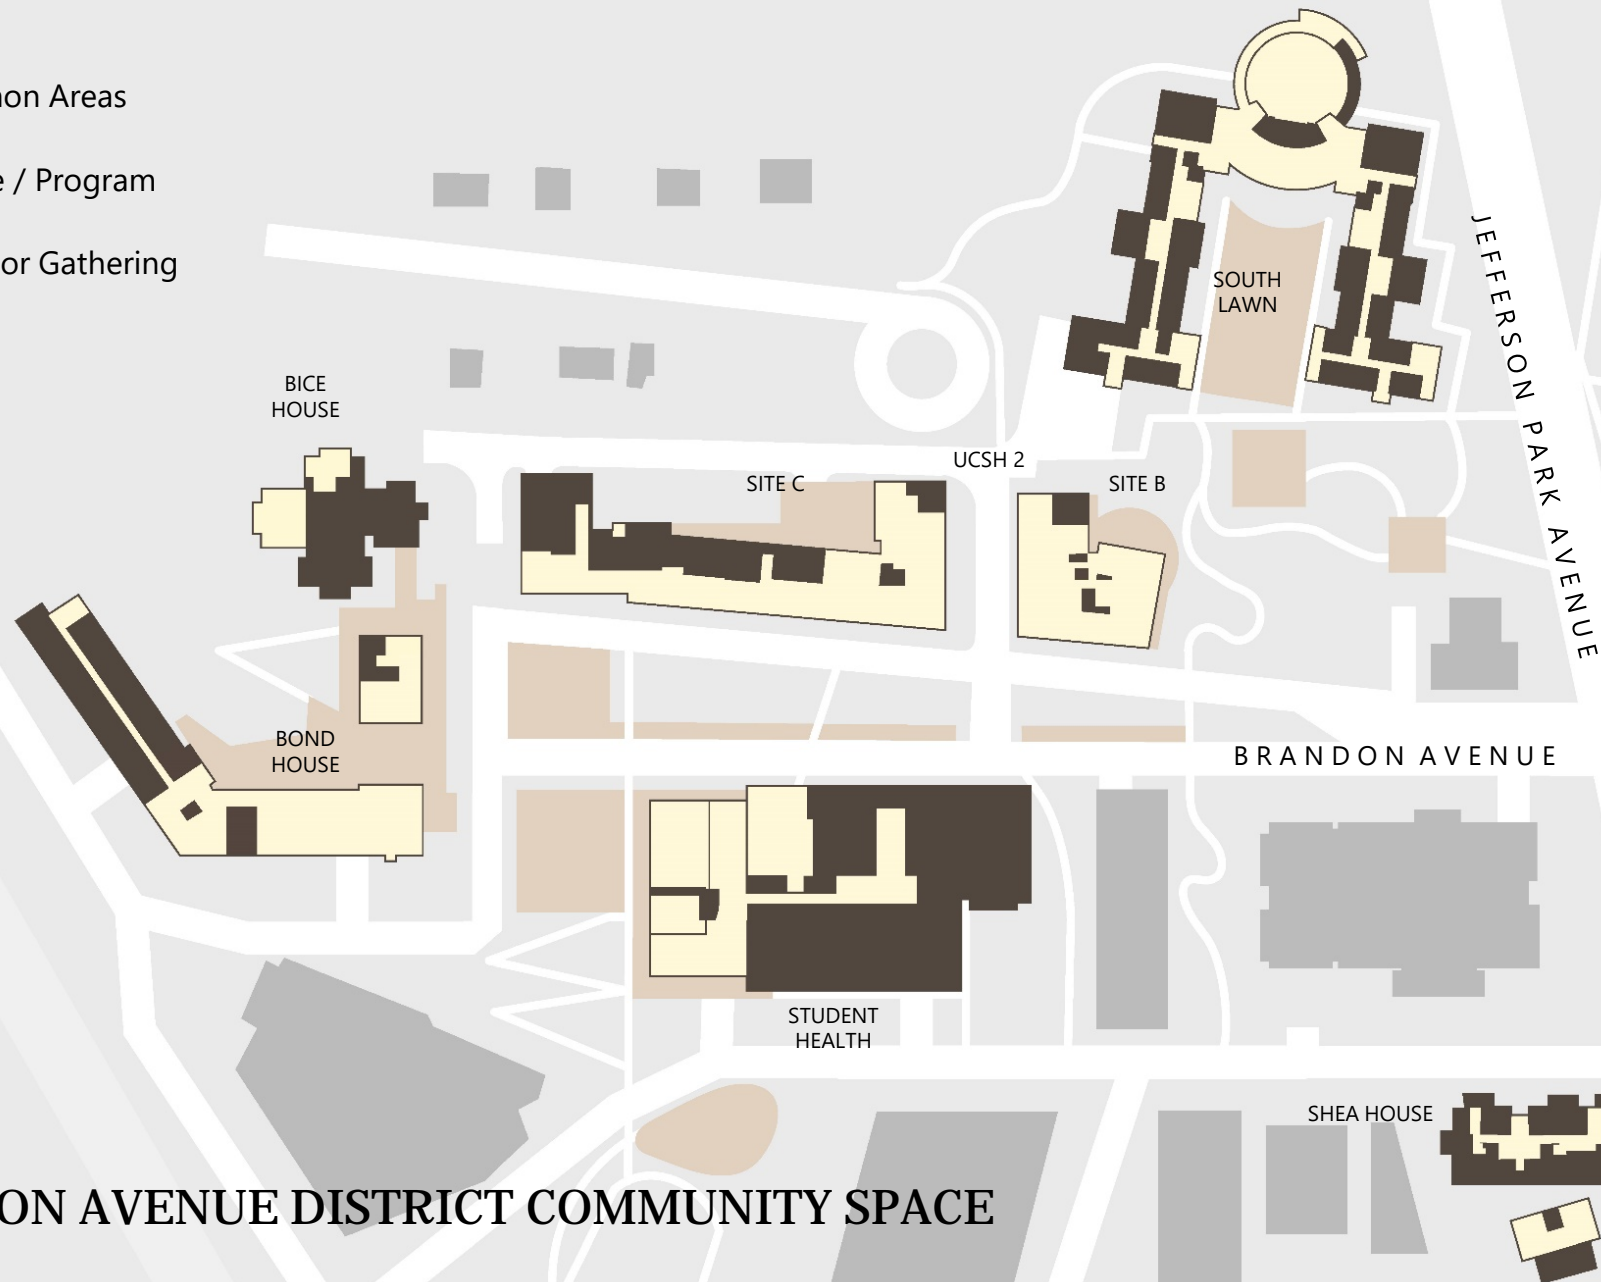 on Areas
e / Program
or Gathering
SOUTH
LAWN
JEFFERSON PARK AVENUE
BICE
HOUSE
UCSH 2
SITE C
SITE B
BOND
HOUSE
BRANDON AVENUE
STUDENT
HEALTH
SHEA HOUSE
ON AVENUE DISTRICT COMMUNITY SPACE